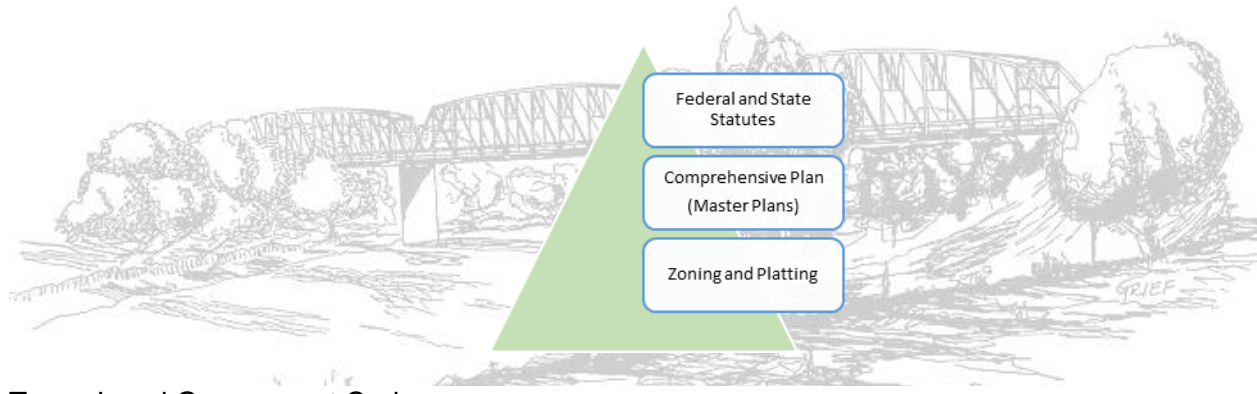 Federal and State
Statutes
Comprehensive Plan
(Master Plans)
Zoning and Platting
GRIEF